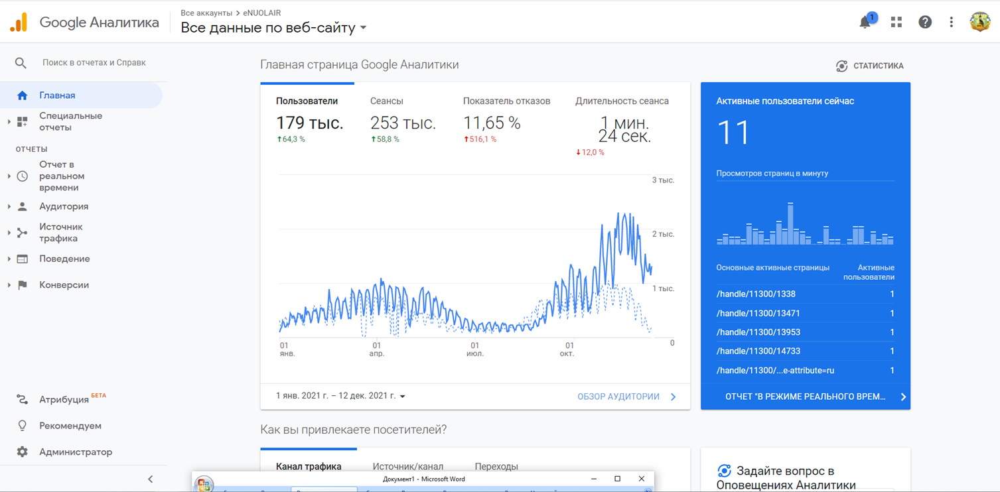 Google Аналитика
Все аккаунты > eNUOLAIR
Все данные по веб-сайту
1
Поиск в отчетах и Справк
Главная
Специальные
отчеты
ОТЧЕТЫ
Отчет в
реальном
времени
Аудитория
Источник
трафика
Поведение
Конверсии
Атрибуция БЕТА
Рекомендуем
Администратор
Главная страница Google Аналитики
СТАТИСТИКА
Пользователи
179 тыс.
64,3 %
Сеансы
253 тыс.
58,8 %
Показатель отказов
11,65 %
516,1 %
Длительность сеанса
1 мин.
24 сек.
12,0 %
3 тыс.
2 тыс.
1 тыс.
0
01
янв.
01
апр.
01
июл.
01
окт.
1 янв. 2021 г. – 12 дек. 2021 г.
ОБЗОР АУДИТОРИИ
Активные пользователи сейчас
11
Просмотров страниц в минуту
Основные активные страницы
Активные
пользователи
/handle/11300/1338 1
/handle/11300/13471 1
/handle/11300/13953 1
/handle/11300/14733 1
/handle/11300/...e-attribute=ru 1
ОТЧЕТ "В РЕЖИМЕ РЕАЛЬНОГО ВРЕМ...
Как вы привлекаете посетителей?
Канал трафика
Источник/канал
Переходы
Задайте вопрос в
Оповещениях Аналитики
Документ1 - Microsoft Word